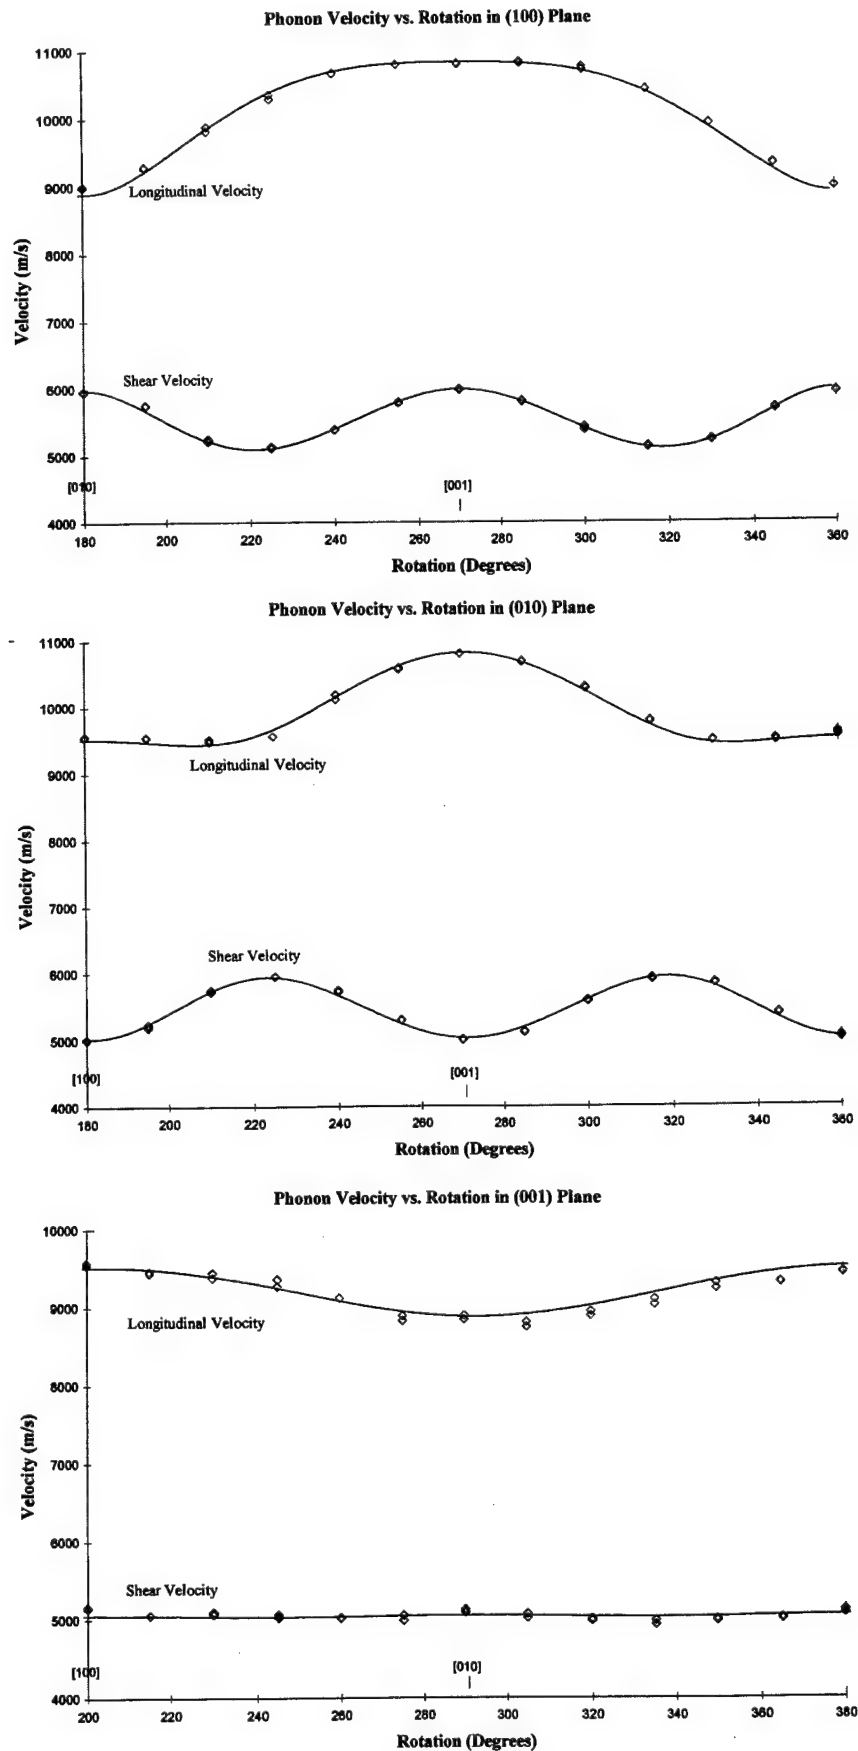 Phonon Velocity vs. Rotation in (100) Plane
11000
10000
9000
8000
7000
6000
5000
4000
Velocity (m/s)
Longitudinal Velocity
Shear Velocity
[010]
[001]
180 200 220 240 260 280 300 320 340 360
Rotation (Degrees)
Phonon Velocity vs. Rotation in (010) Plane
11000
10000
9000
8000
7000
6000
5000
4000
Velocity (m/s)
Longitudinal Velocity
Shear Velocity
[100]
[001]
180 200 220 240 260 280 300 320 340 360
Rotation (Degrees)
Phonon Velocity vs. Rotation in (001) Plane
10000
9000
8000
7000
6000
5000
4000
Velocity (m/s)
Longitudinal Velocity
Shear Velocity
[100]
[010]
200 220 240 260 280 300 320 340 360 380
Rotation (Degrees)